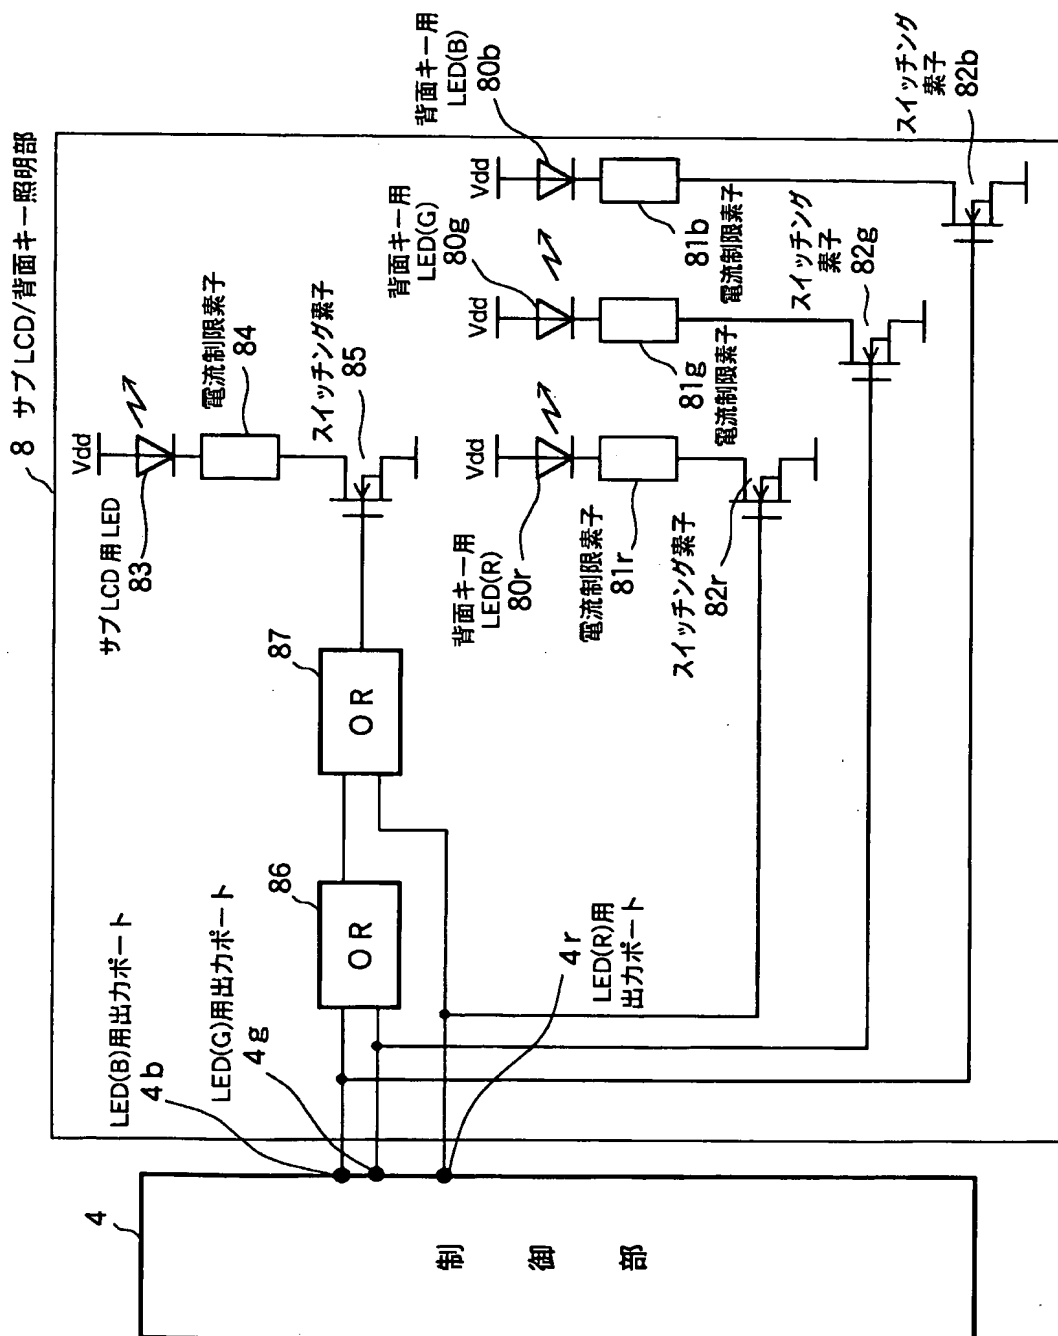 8 サブLCD/背面キー照明部
Vdd
サブLCD用LED
83
電流制限素子
84
スイッチング素子
85
87
OR
86
OR
背面キー用
LED(R)
80r
Vdd
電流制限素子
81r
スイッチング素子
82r
背面キー用
LED(G)
80g
Vdd
81g
電流制限素子
スイッチング
素子
82g
背面キー用
LED(B)
80b
Vdd
81b
電流制限素子
スイッチング
素子
82b
LED(B)用出力ポート
4b
LED(G)用出力ポート
4g
4r
LED(R)用
出力ポート
4
制御部